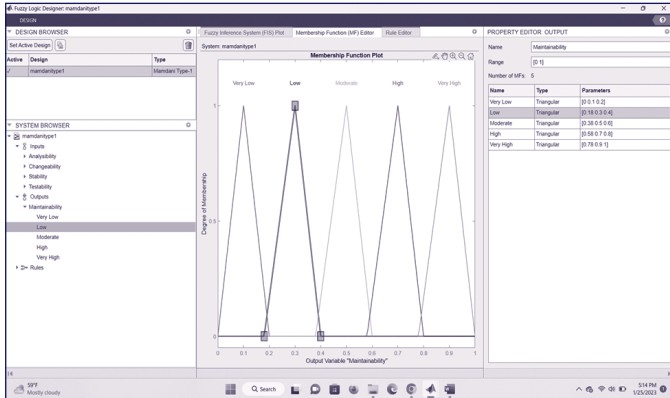 Fuzzy Logic Designer: mamdanitype1
DESIGN
DESIGN BROWSER
Set Active Design
Active Design Type
mamdanitype1 Mamdani Type-1
SYSTEM BROWSER
mamdanitype1
Inputs
Analysibility
Changeability
Stability
Testability
Outputs
Maintainability
Very Low
Low
Moderate
High
Very High
Rules
Fuzzy Inference System (FIS) Plot Membership Function (MF) Editor Rule Editor
System: mamdanitype1
Membership Function Plot
Very Low Low Moderate High Very High
1
0.5
0
Degree of Membership
0 0.1 0.2 0.3 0.4 0.5 0.6 0.7 0.8 0.9 1
Output Variable "Maintainability"
PROPERTY EDITOR: OUTPUT
Name Maintainability
Range [0 1]
Number of MFs: 5
Name Type Parameters
Very Low Triangular [0 0.1 0.2]
Low Triangular [0.18 0.3 0.4]
Moderate Triangular [0.38 0.5 0.6]
High Triangular [0.58 0.7 0.8]
Very High Triangular [0.78 0.9 1]
59°F
Mostly cloudy
Search
5:14 PM
1/25/2023